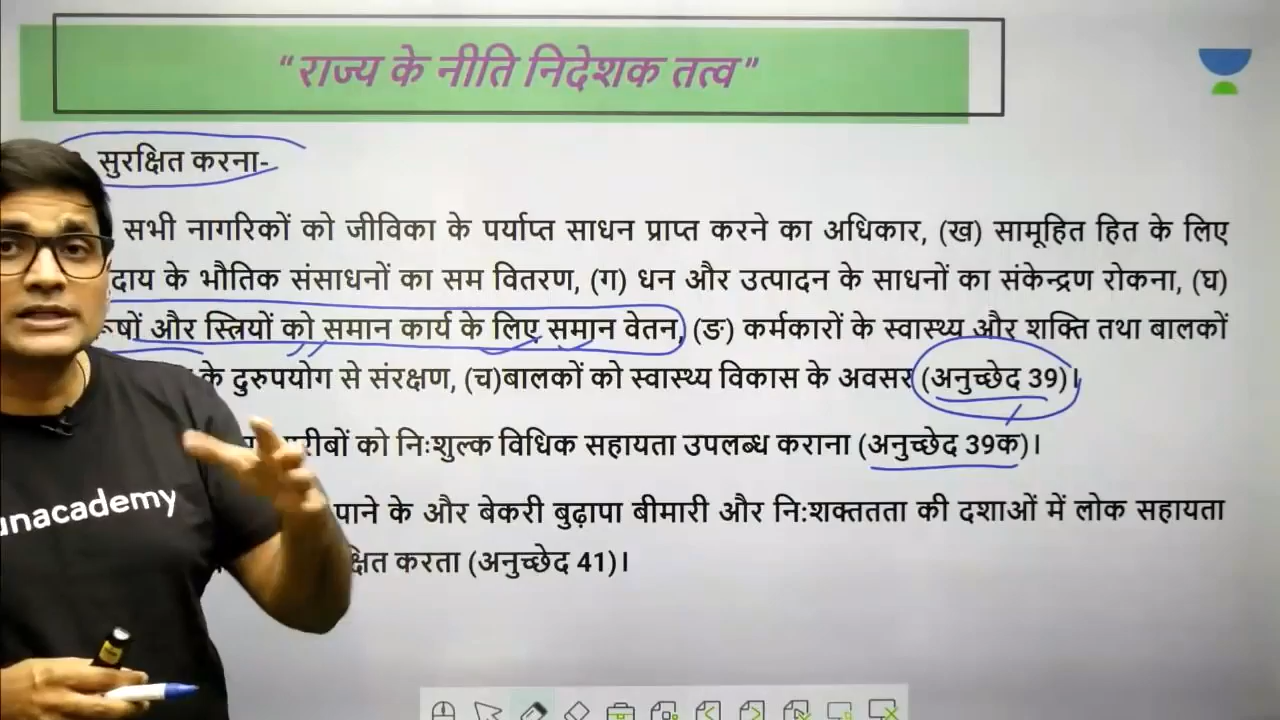 “राज्य के नीति निदेशक तत्व”
सुरक्षित करना-
सभी नागरिकों को जीविका के पर्याप्त साधन प्राप्त करने का अधिकार, (ख) सामूहित हित के लिए
दाय के भौतिक संसाधनों का सम वितरण, (ग) धन और उत्पादन के साधनों का संकेन्द्रण रोकना, (घ)
और स्त्रियों को समान कार्य के लिए समान वेतन, (ङ) कर्मकारों के स्वास्थ्य और शक्ति तथा बालकों
के दुरुपयोग से संरक्षण, (च)बालकों को स्वास्थ्य विकास के अवसर (अनुच्छेद 39)।
को निःशुल्क विधिक सहायता उपलब्ध कराना (अनुच्छेद 39क)।
पाने के और बेकरी बुढ़ापा बीमारी और नि:शक्ततता की दशाओं में लोक सहायता
क्षित करता (अनुच्छेद 41)।
unacademy